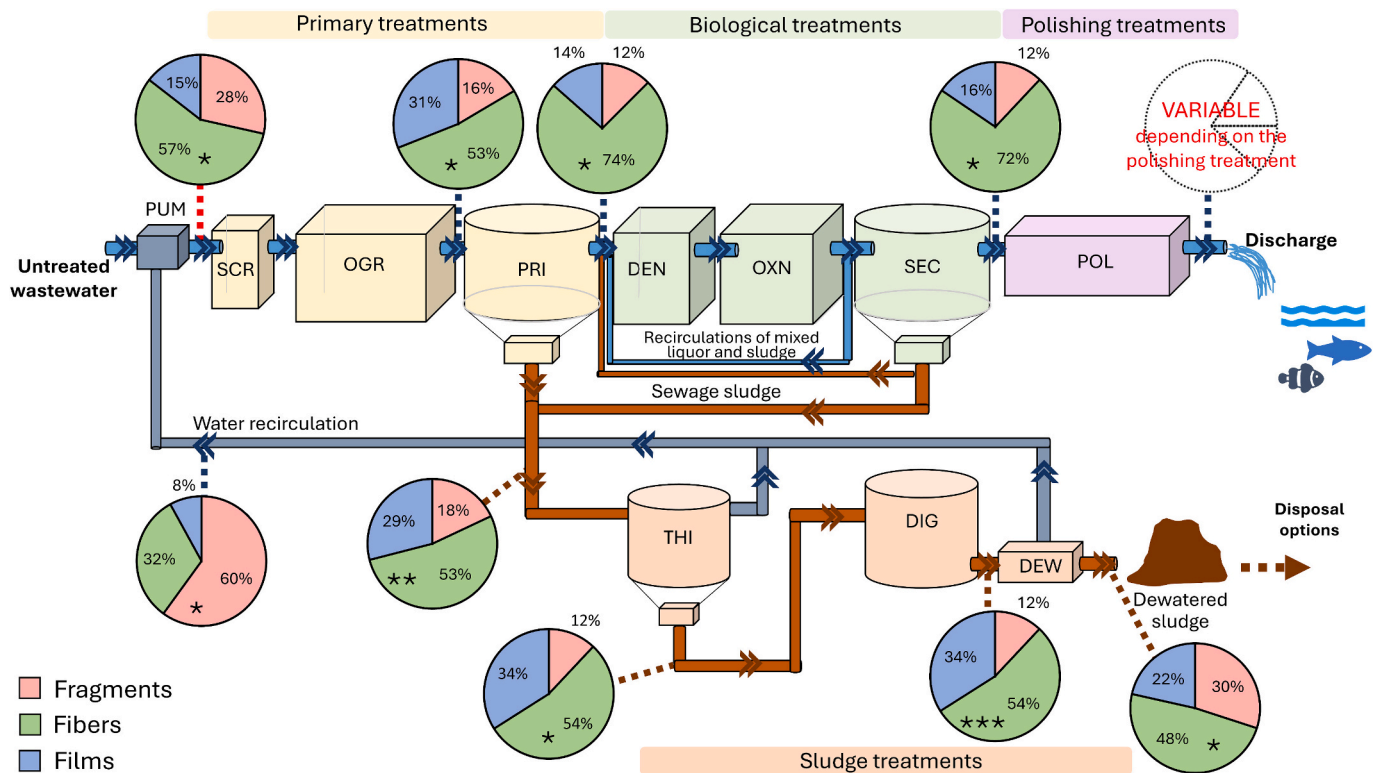 Primary treatments
Biological treatments
Polishing treatments
15%
28%
57%
*
31%
16%
53%
*
14%
12%
74%
*
12%
16%
72%
*
VARIABLE
depending on the
polishing treatment
PUM
SCR
OGR
PRI
DEN
OXN
SEC
POL
Discharge
Untreated
wastewater
Recirculations of mixed
liquor and sludge
Sewage sludge
Water recirculation
8%
32%
60%
*
29%
18%
53%
**
THI
DIG
DEW
Disposal
options
Dewatered
sludge
12%
34%
54%
*
12%
34%
54%
***
22%
30%
48%
*
Fragments
Fibers
Films
Sludge treatments